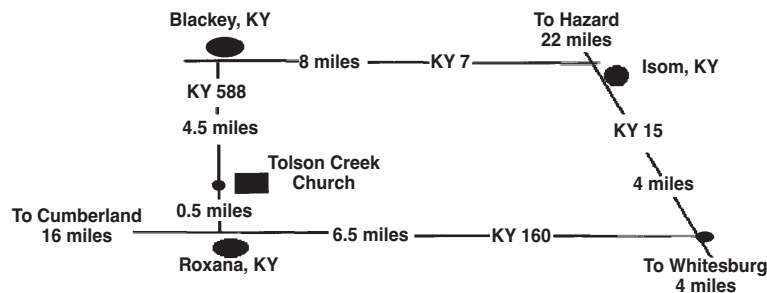 Blackey, KY
To Hazard
22 miles
8 miles
KY 7
Isom, KY
KY 588
4.5 miles
KY 15
Tolson Creek
Church
4 miles
0.5 miles
To Cumberland
16 miles
6.5 miles
KY 160
Roxana, KY
To Whitesburg
4 miles